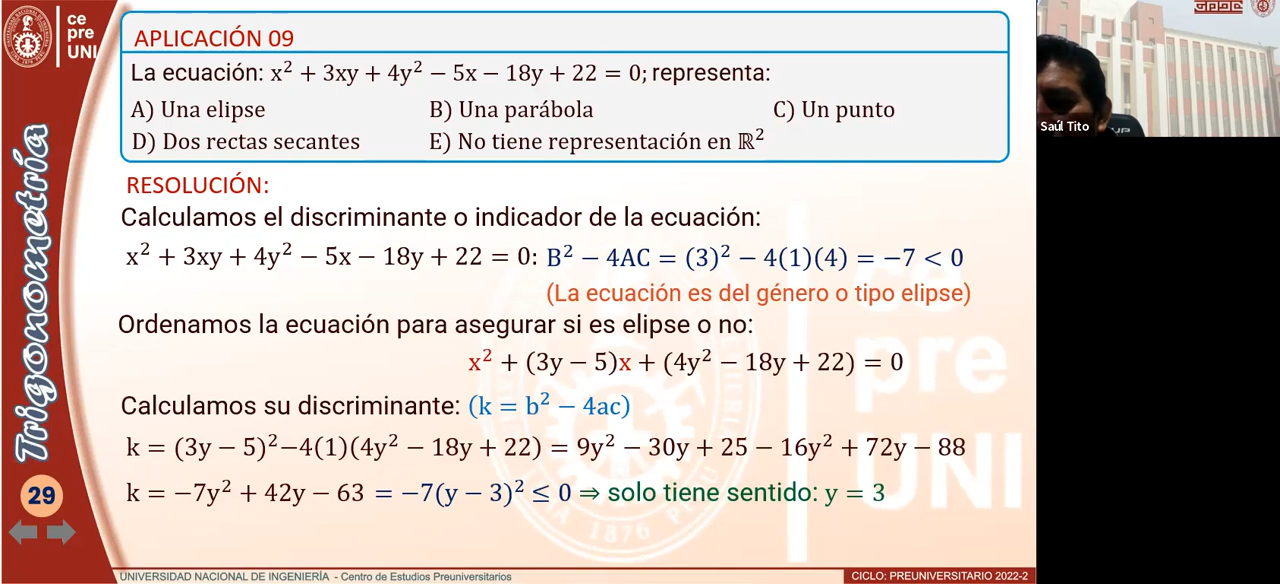 ce
pre
UNI
APLICACIÓN 09
La ecuación: x² + 3xy + 4y² − 5x − 18y + 22 = 0; representa:
A) Una elipse B) Una parábola C) Un punto
D) Dos rectas secantes E) No tiene representación en ℝ²
Saúl Tito
RESOLUCIÓN:
Calculamos el discriminante o indicador de la ecuación:
x² + 3xy + 4y² − 5x − 18y + 22 = 0: B² − 4AC = (3)² − 4(1)(4) = −7 < 0
(La ecuación es del género o tipo elipse)
Ordenamos la ecuación para asegurar si es elipse o no:
x² + (3y − 5)x + (4y² − 18y + 22) = 0
Calculamos su discriminante: (k = b² − 4ac)
k = (3y − 5)²−4(1)(4y² − 18y + 22) = 9y² − 30y + 25 − 16y² + 72y − 88
k = −7y² + 42y − 63 = −7(y − 3)² ≤ 0 ⇒ solo tiene sentido: y = 3
Trigonometría
29
ce
pre
UNI
1876
UNIVERSIDAD NACIONAL DE INGENIERÍA - Centro de Estudios Preuniversitarios
CICLO: PREUNIVERSITARIO 2022-2